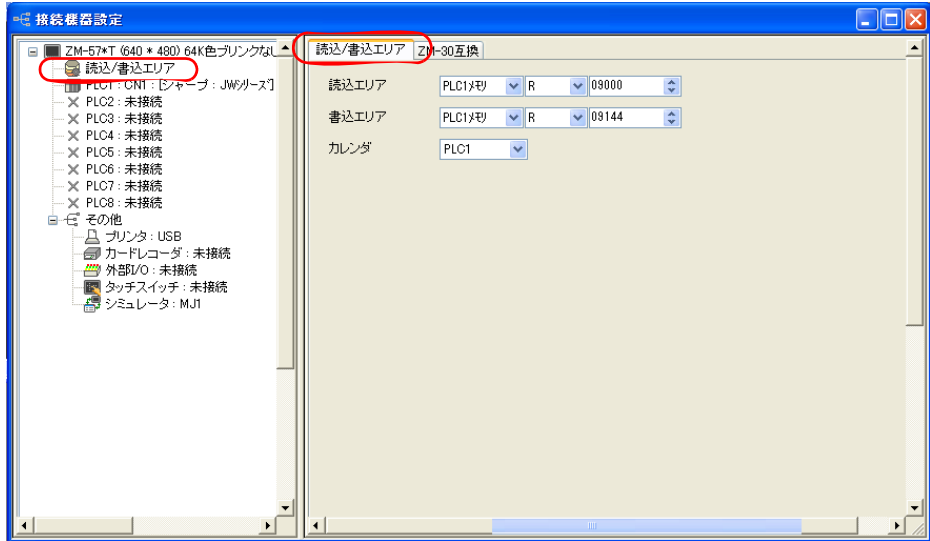 接続機器設定
ZM-57*T (640 * 480) 64K色ブリンクなし
読込/書込エリア
PLC1 : CN1 : [シャープ : JWシリーズ]
PLC2 : 未接続
PLC3 : 未接続
PLC4 : 未接続
PLC5 : 未接続
PLC6 : 未接続
PLC7 : 未接続
PLC8 : 未接続
その他
プリンタ : USB
カードレコーダ : 未接続
外部I/O : 未接続
タッチスイッチ : 未接続
シミュレータ : MJ1
読込/書込エリア ZM-30互換
読込エリア PLC1メモリ R 09000
書込エリア PLC1メモリ R 09144
カレンダ PLC1